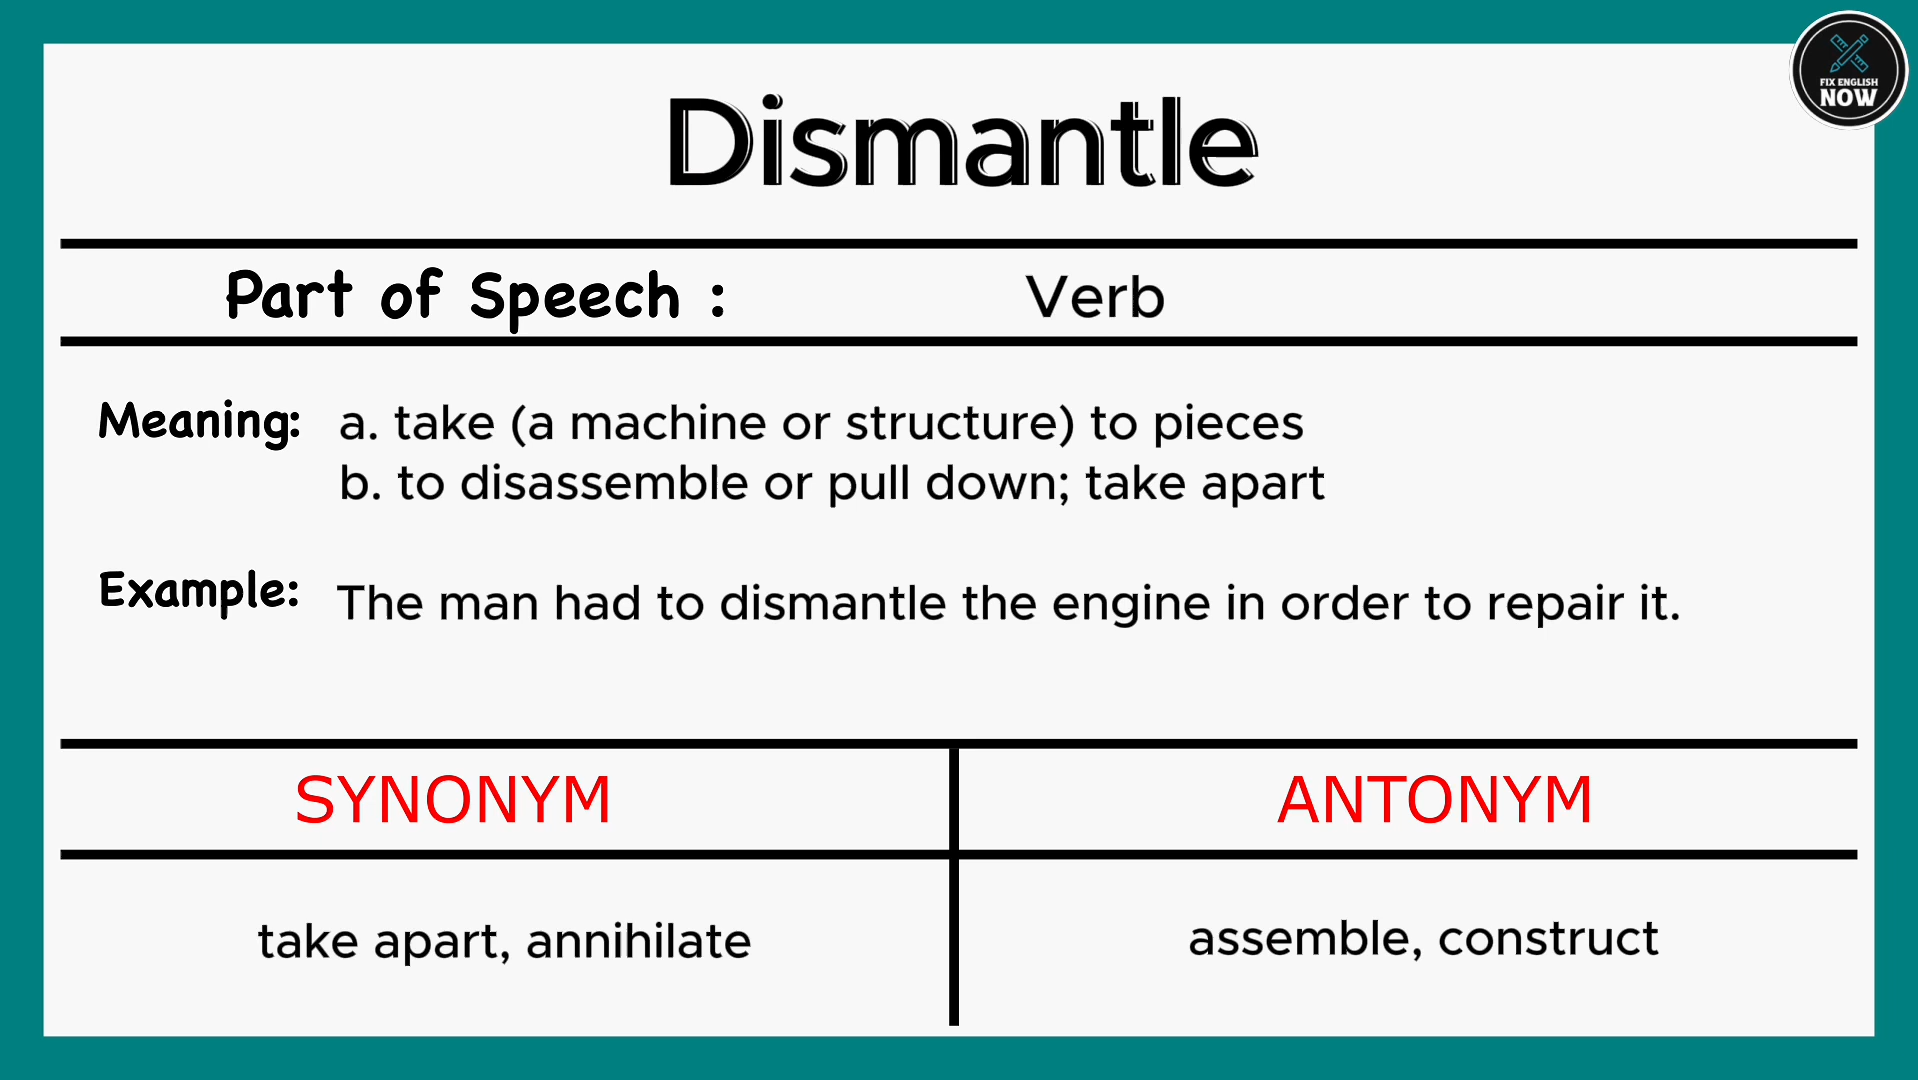 FIX ENGLISH
NOW
Dismantle
Part of Speech : Verb
Meaning: a. take (a machine or structure) to pieces
b. to disassemble or pull down; take apart
Example: The man had to dismantle the engine in order to repair it.
SYNONYM ANTONYM
take apart, annihilate assemble, construct